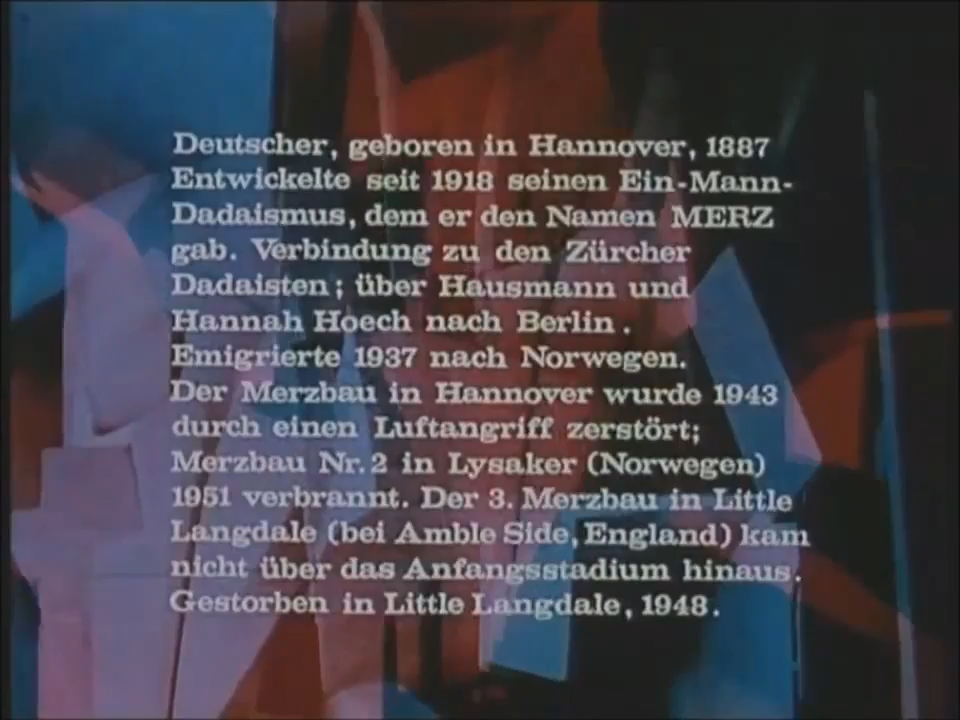 Deutscher, geboren in Hannover, 1887
Entwickelte seit 1918 seinen Ein-Mann-
Dadaismus, dem er den Namen MERZ
gab. Verbindung zu den Zürcher
Dadaisten; über Hausmann und
Hannah Hoech nach Berlin.
Emigrierte 1937 nach Norwegen.
Der Merzbau in Hannover wurde 1943
durch einen Luftangriff zerstört;
Merzbau Nr. 2 in Lysaker (Norwegen)
1951 verbrannt. Der 3. Merzbau in Little
Langdale (bei Amble Side, England) kam
nicht über das Anfangsstadium hinaus.
Gestorben in Little Langdale, 1948.